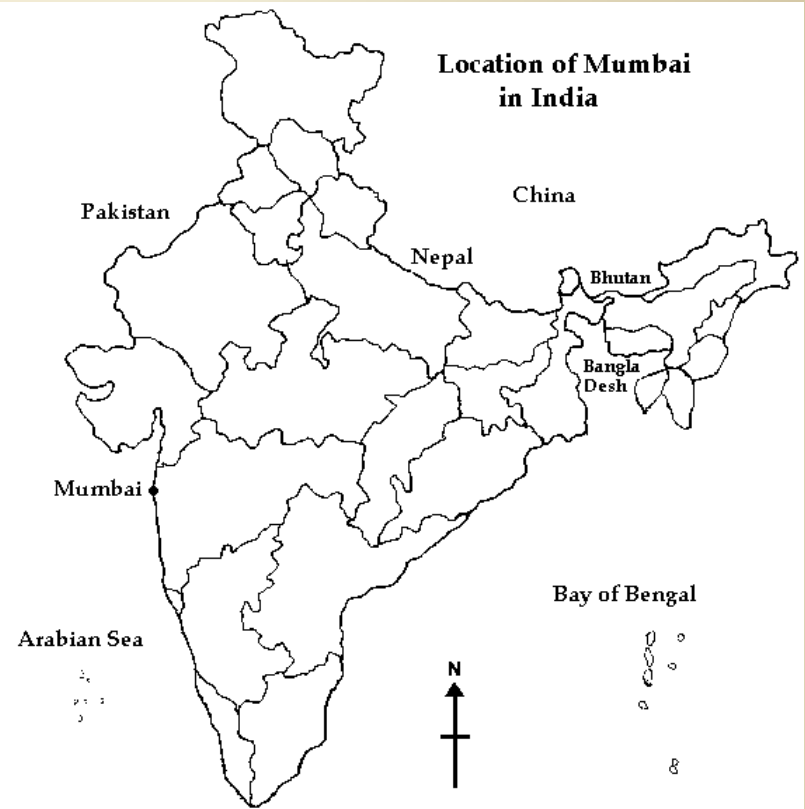 Location of Mumbai
in India
China
Pakistan
Nepal
Bhutan
Bangla
Desh
Mumbai
Bay of Bengal
Arabian Sea
N